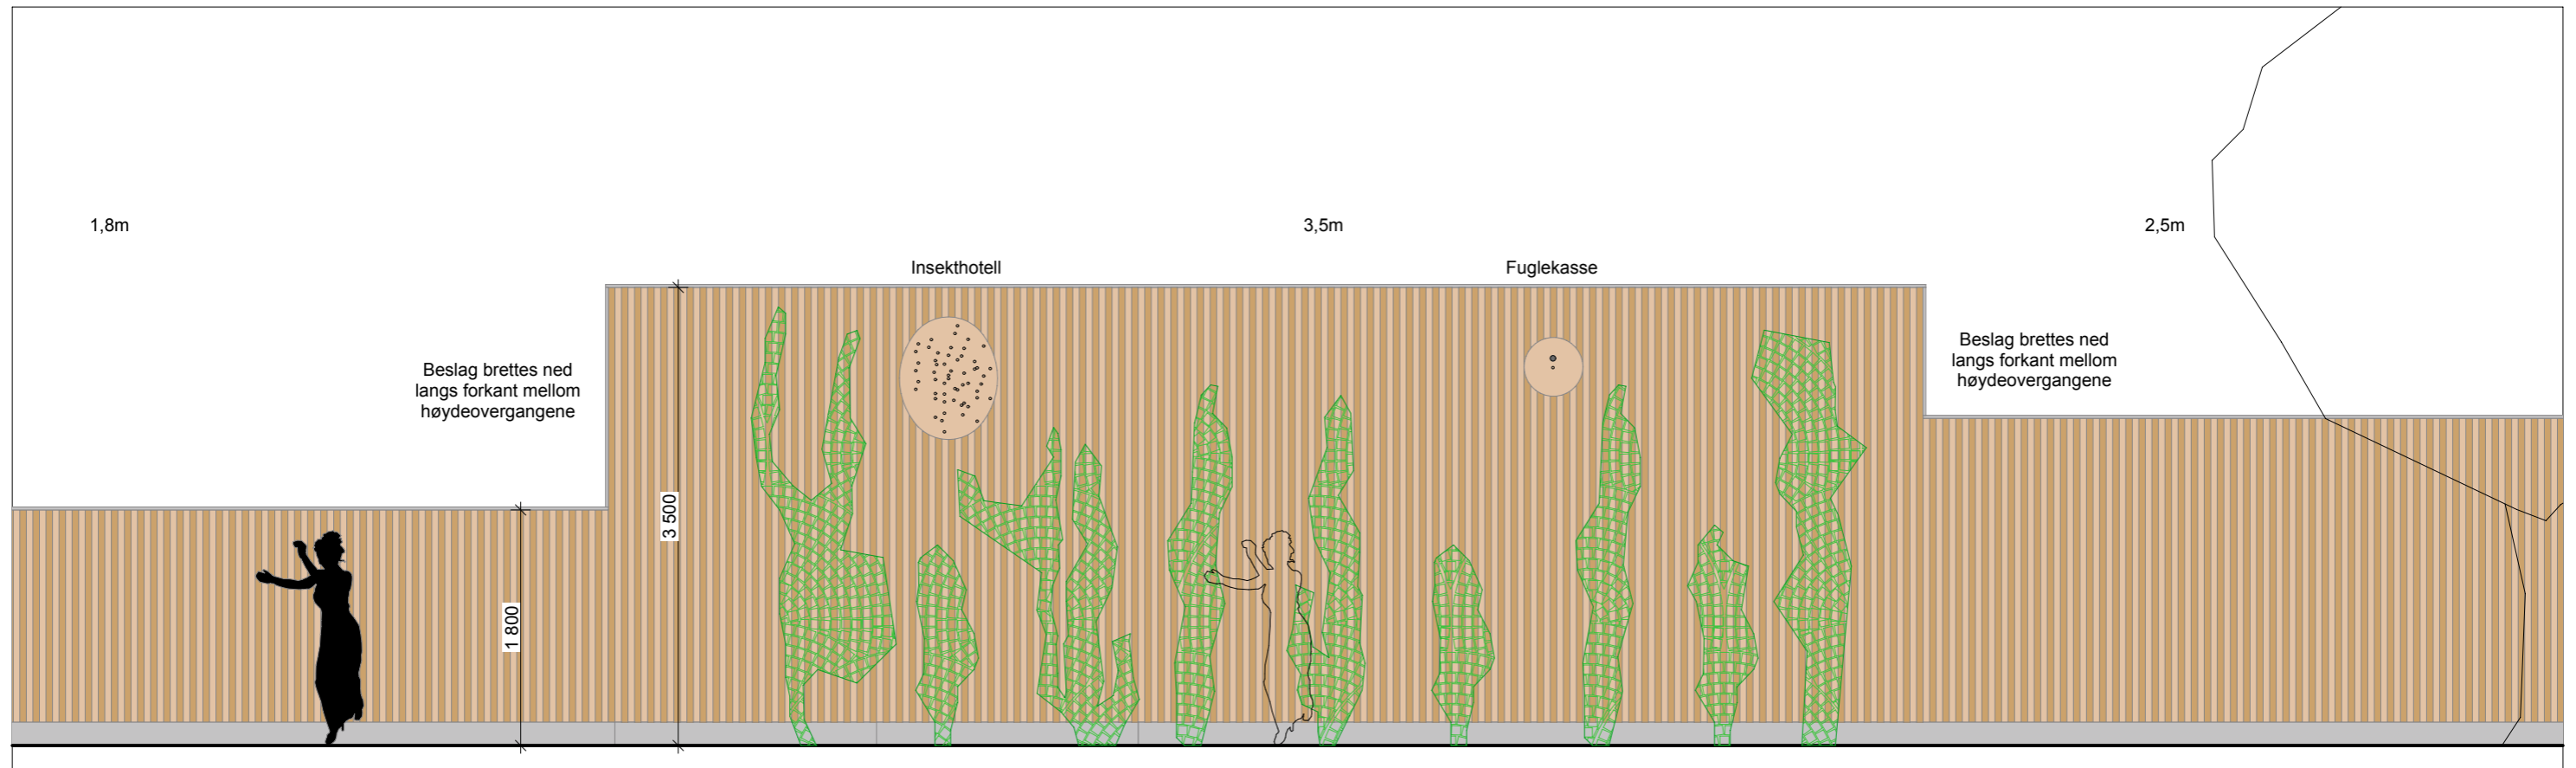 1,8m
3,5m
2,5m
Insekthotell
Fuglekasse
Beslag brettes ned
langs forkant mellom
høydeovergangene
Beslag brettes ned
langs forkant mellom
høydeovergangene
3 500
1 800